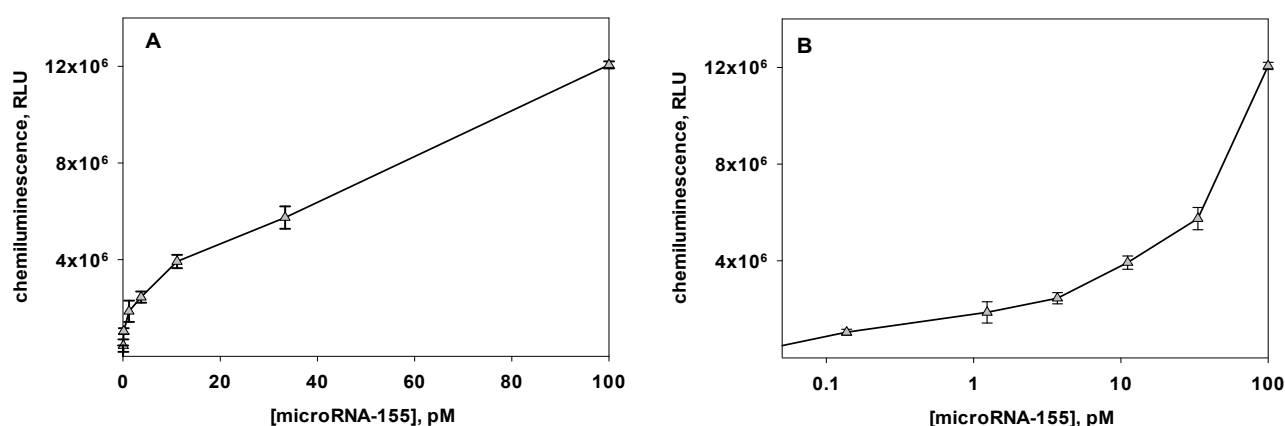 A
chemiluminescence, RLU
12x10⁶
8x10⁶
4x10⁶
0 20 40 60 80 100
[microRNA-155], pM
B
chemiluminescence, RLU
12x10⁶
8x10⁶
4x10⁶
0.1 1 10 100
[microRNA-155], pM